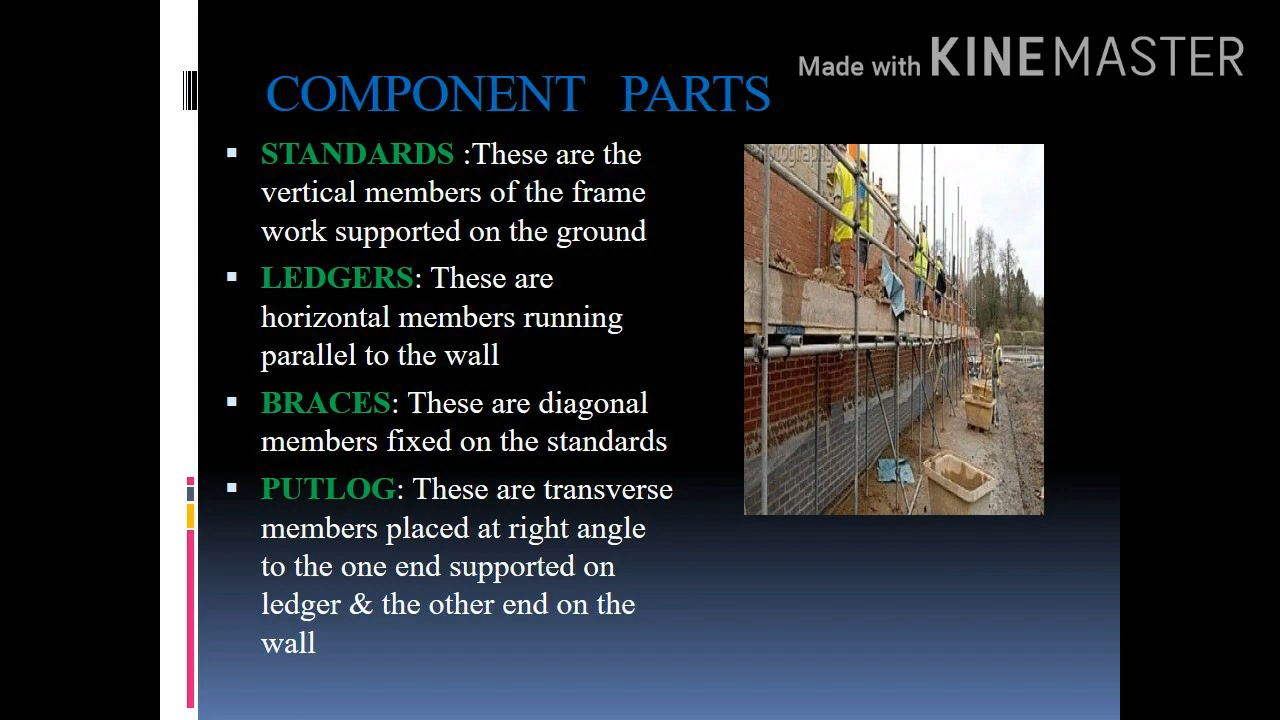 Made with KINEMASTER
COMPONENT PARTS
STANDARDS :These are the
vertical members of the frame
work supported on the ground
LEDGERS: These are
horizontal members running
parallel to the wall
BRACES: These are diagonal
members fixed on the standards
PUTLOG: These are transverse
members placed at right angle
to the one end supported on
ledger & the other end on the
wall